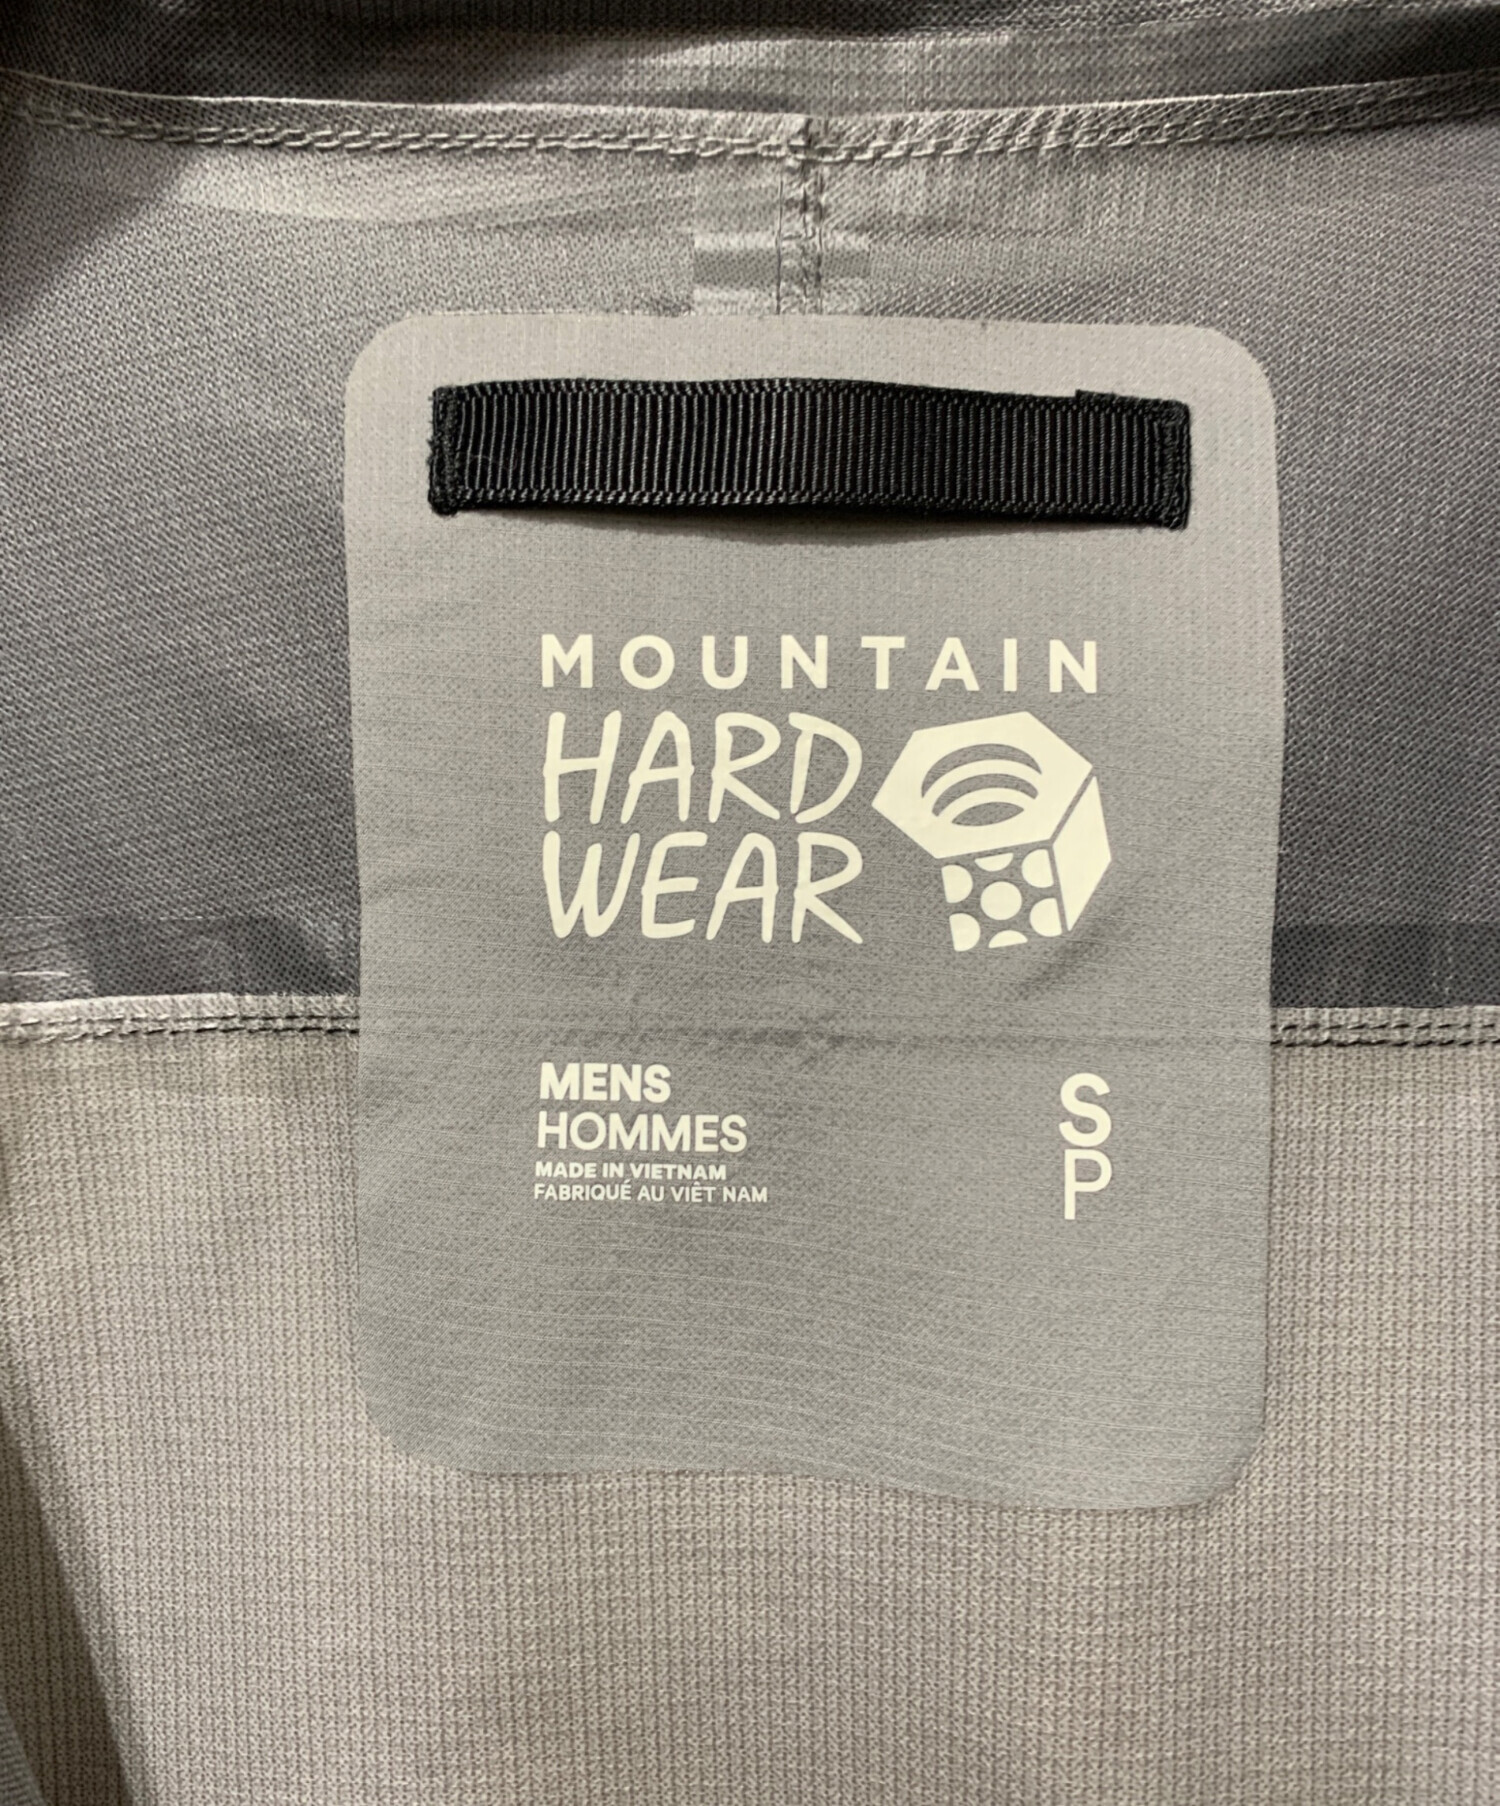 MOUNTAIN
HARD
WEAR
MENS
HOMMES
MADE IN VIETNAM
FABRIQUÉ AU VIÊT NAM
S
P